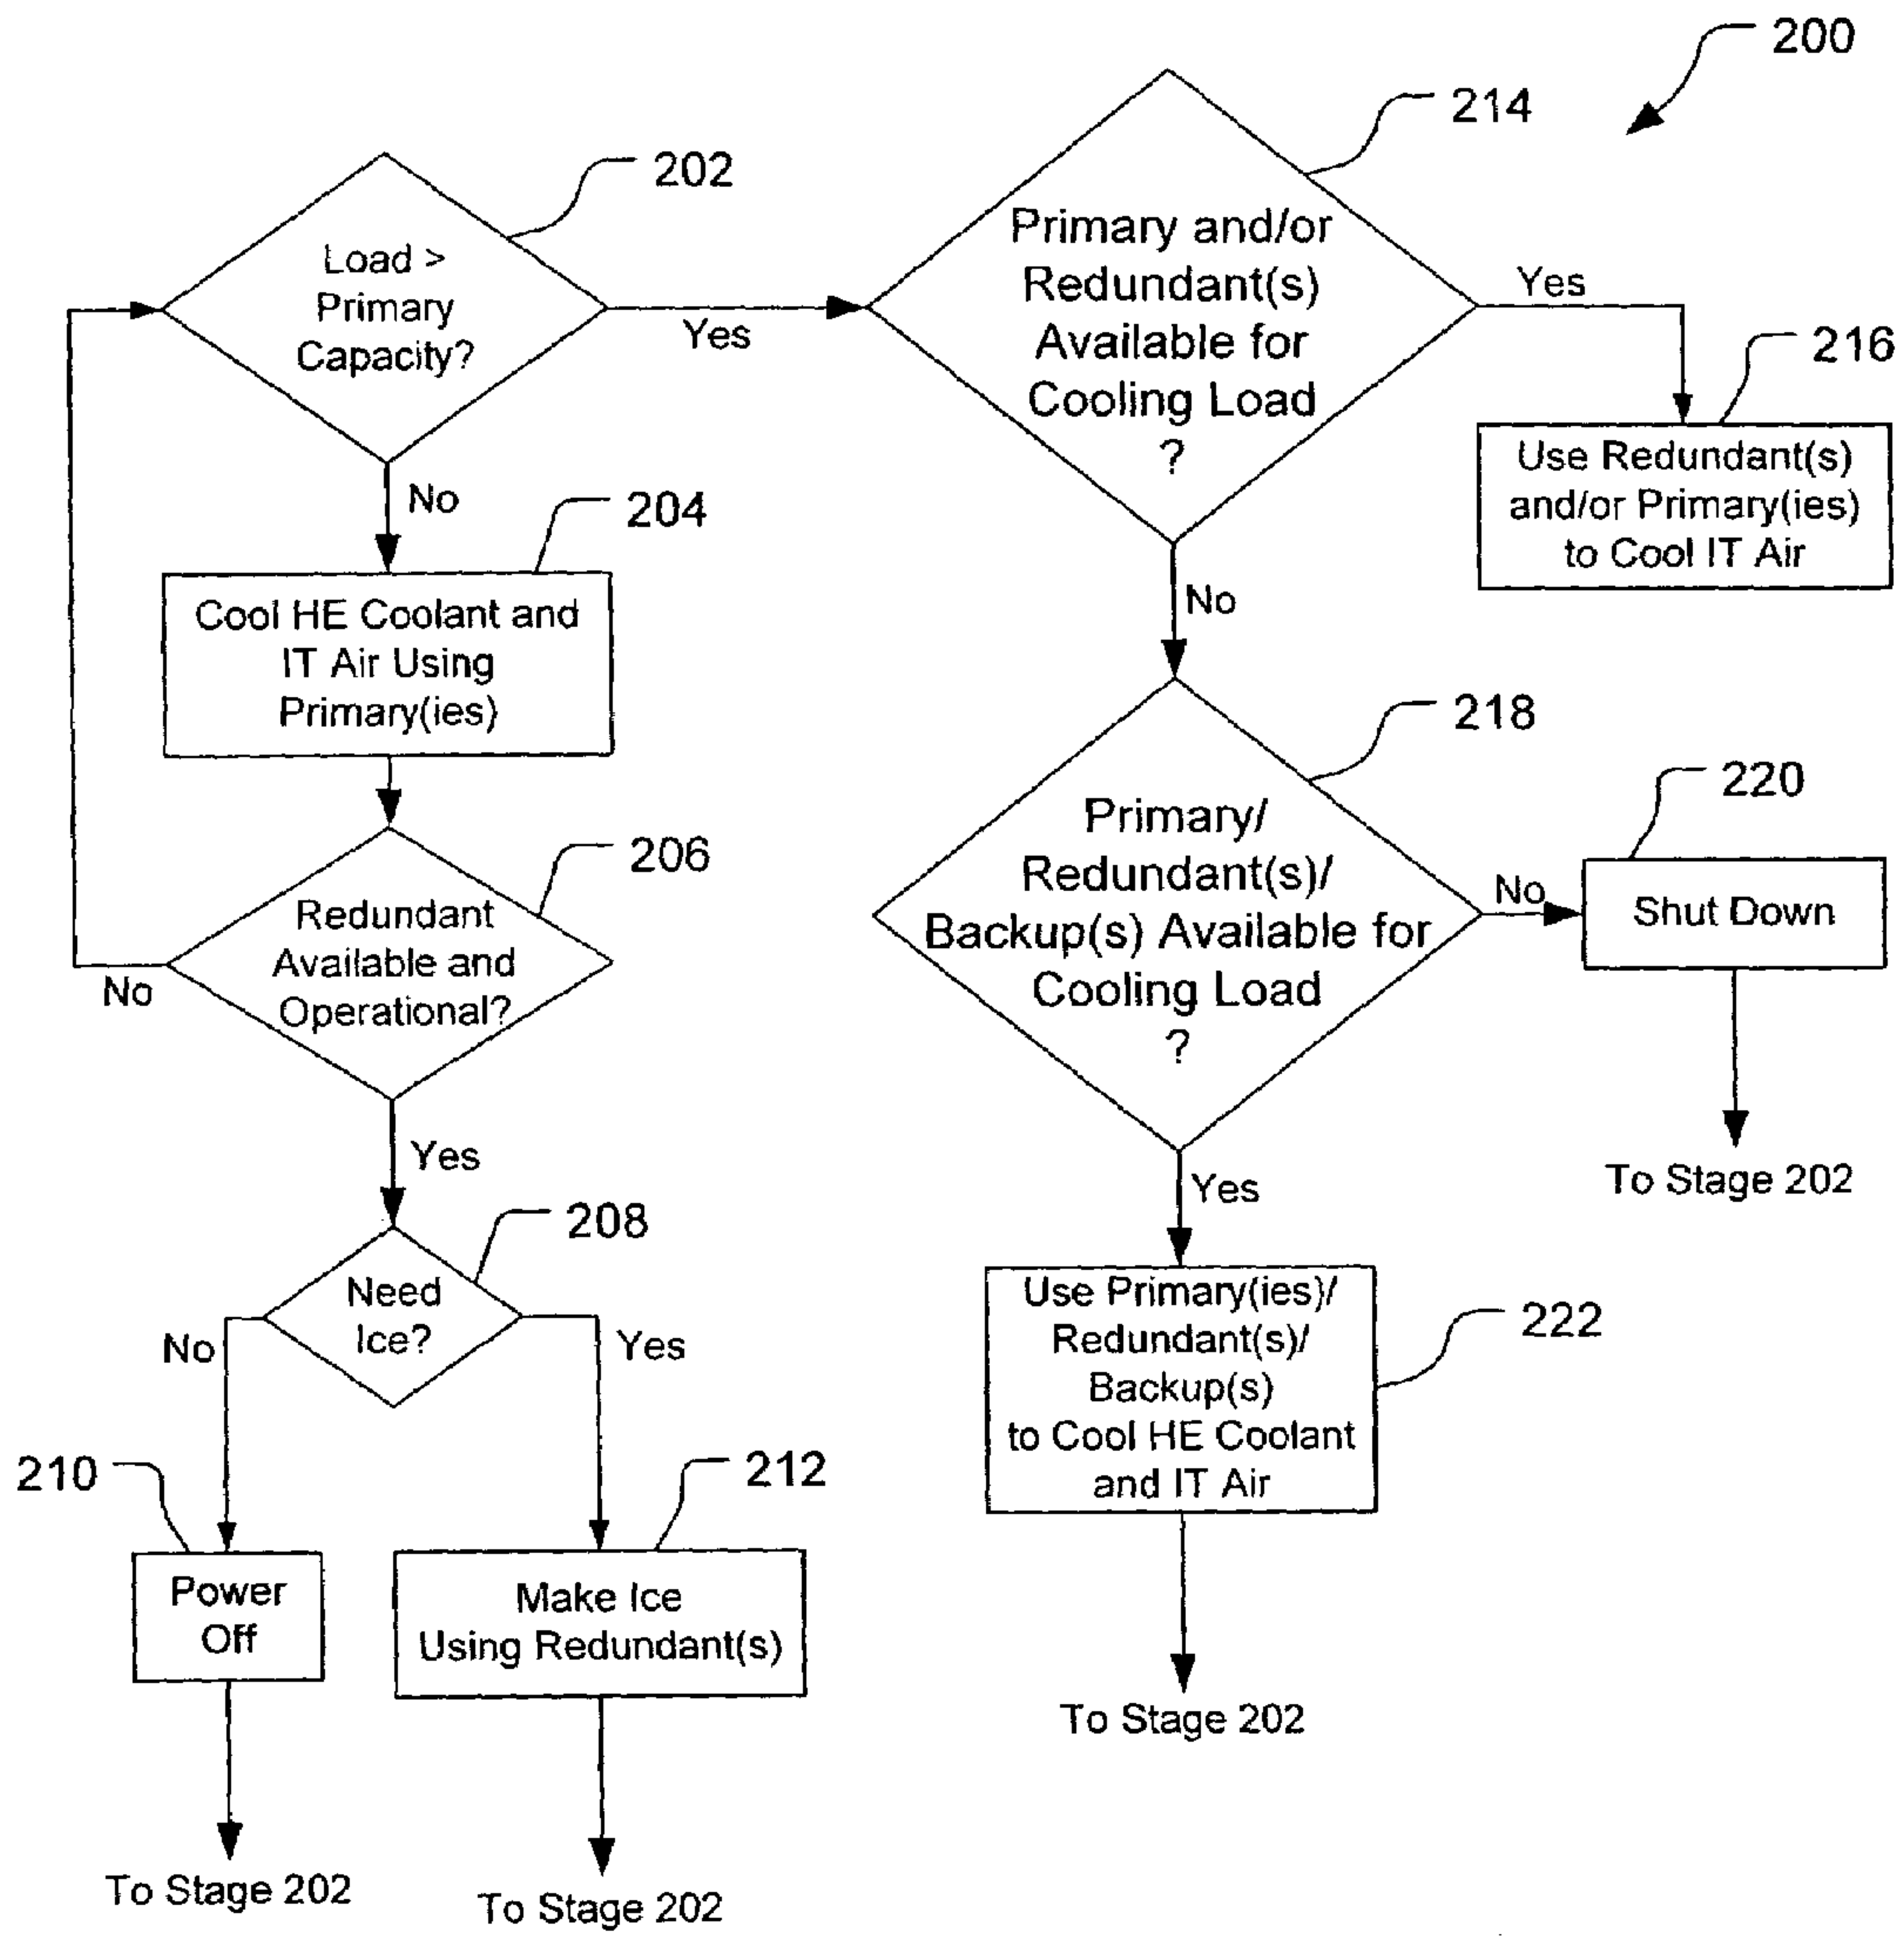 200
214
202
Load >
Primary
Capacity?
Yes
No
Primary and/or
Redundant(s)
Available for
Cooling Load
?
Yes
216
Use Redundant(s)
and/or Primary(ies)
to Cool IT Air
No
204
Cool HE Coolant and
IT Air Using
Primary(ies)
206
Redundant
Available and
Operational?
No
Yes
218
Primary/
Redundant(s)/
Backup(s) Available for
Cooling Load
?
No
220
Shut Down
To Stage 202
Yes
208
Need
Ice?
No
Yes
222
Use Primary(ies)/
Redundant(s)/
Backup(s)
to Cool HE Coolant
and IT Air
To Stage 202
210
Power
Off
To Stage 202
212
Make Ice
Using Redundant(s)
To Stage 202